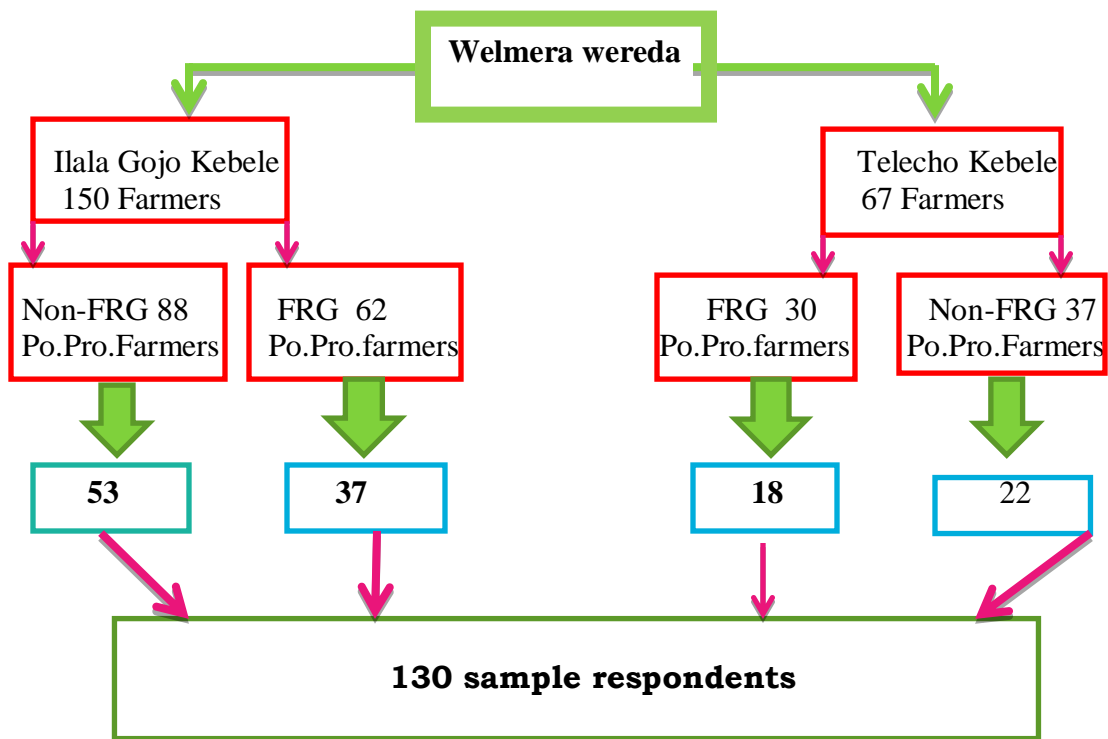 Welmera wereda
Ilala Gojo Kebele
150 Farmers
Telecho Kebele
67 Farmers
Non-FRG 88
Po.Pro.Farmers
FRG 62
Po.Pro.farmers
FRG 30
Po.Pro.farmers
Non-FRG 37
Po.Pro.Farmers
53
37
18
22
130 sample respondents